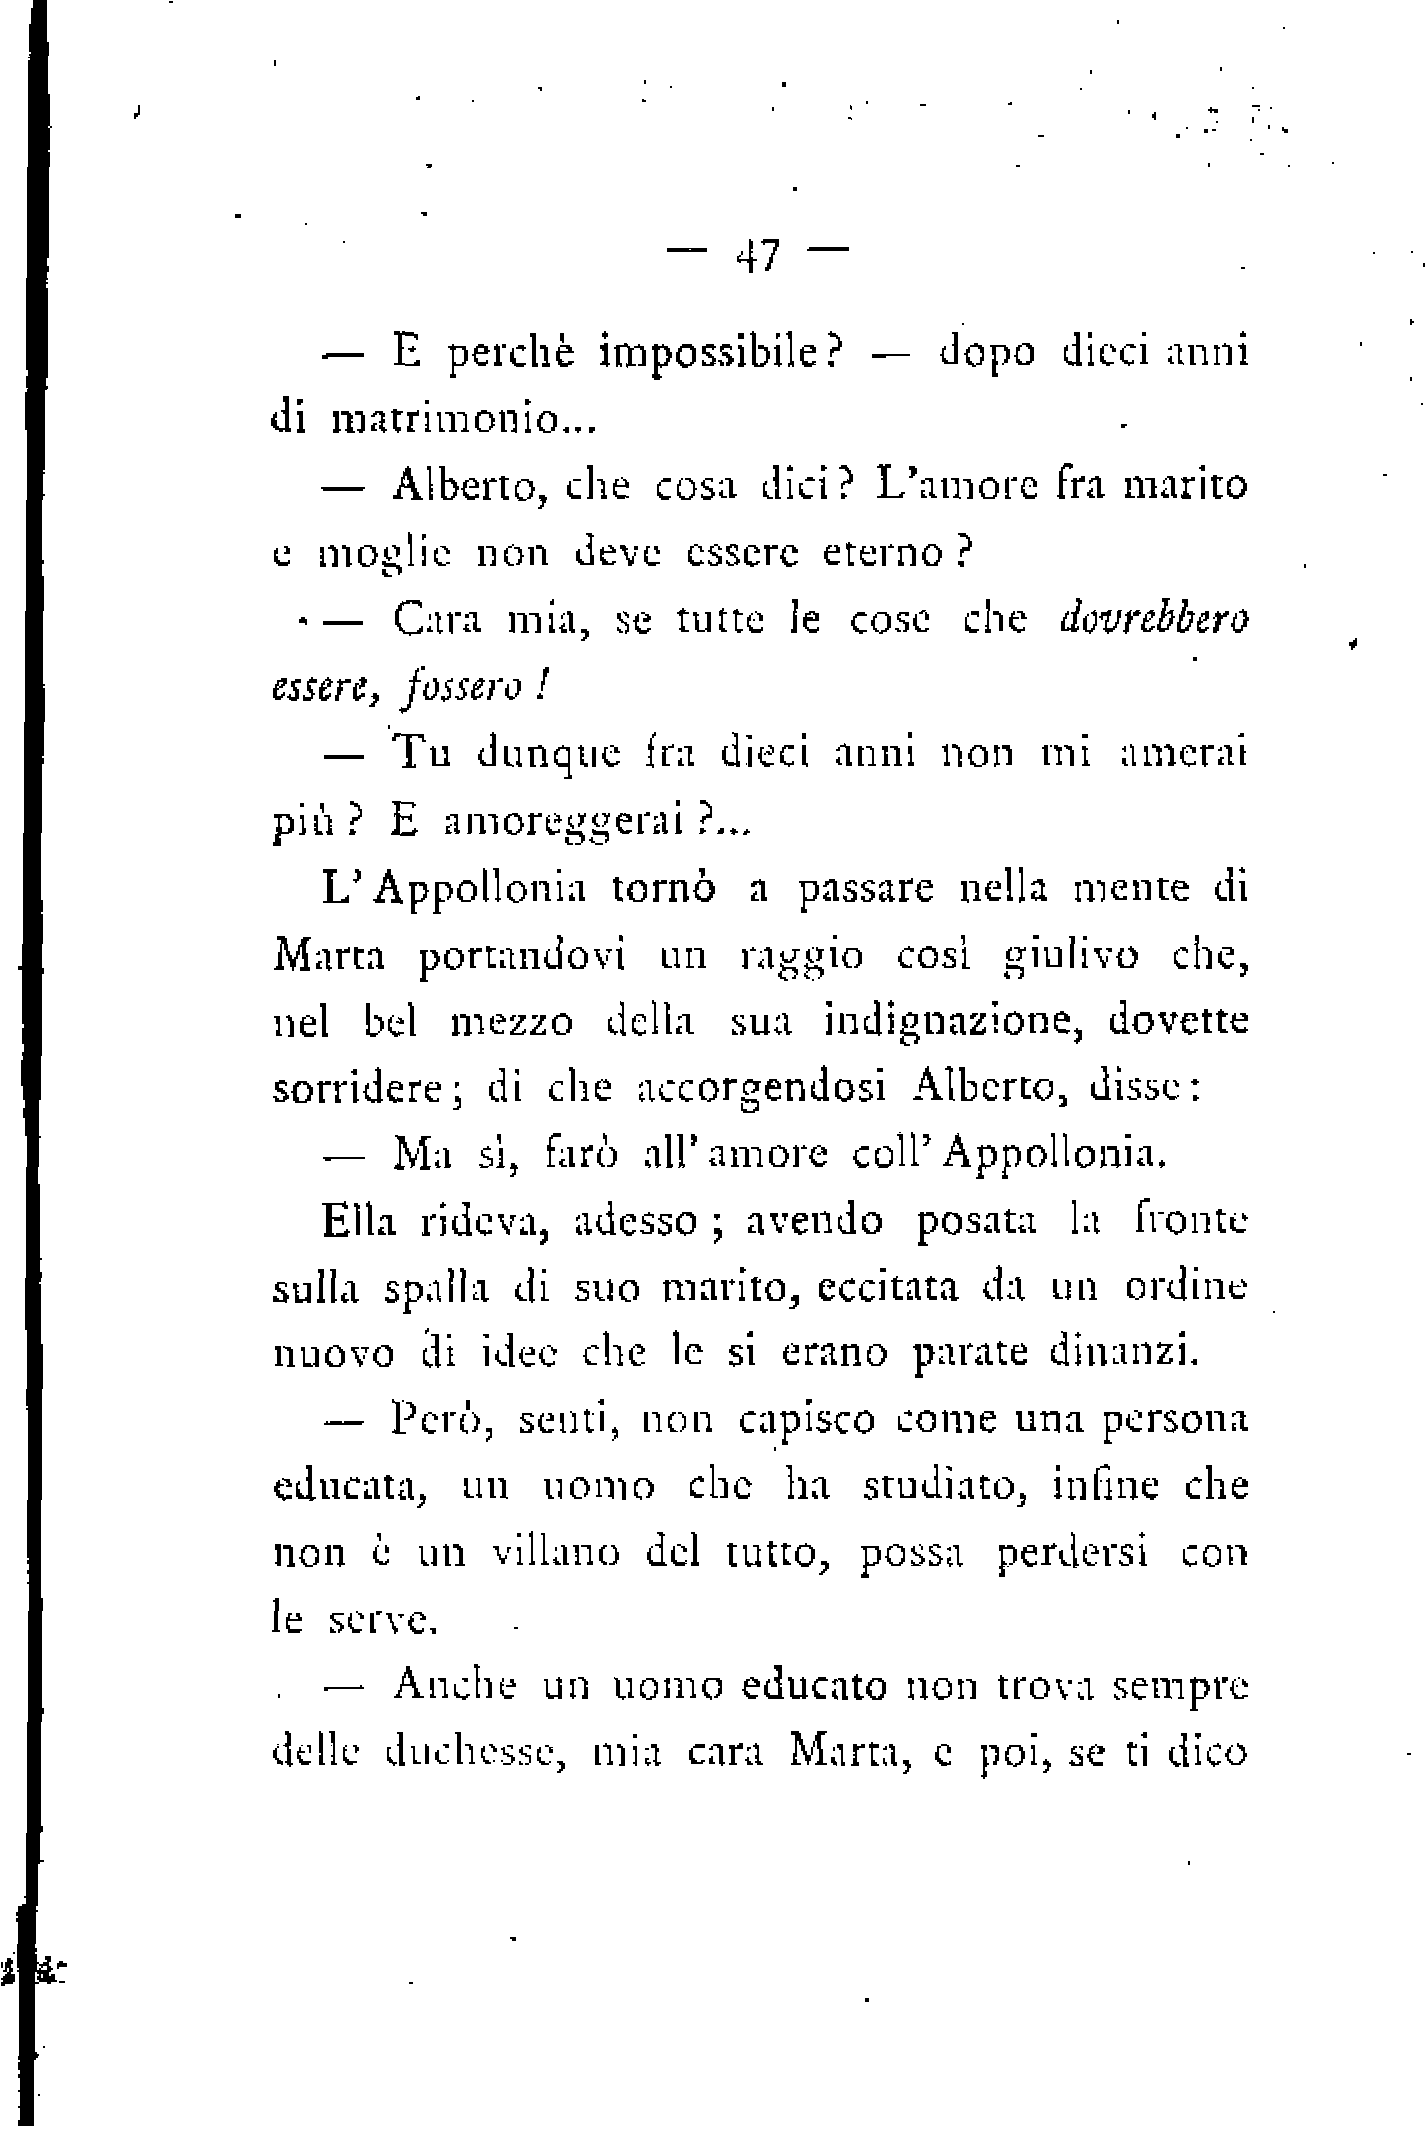 — 47 —
— E perchè impossibile? — dopo dieci anni
di matrimonio...
— Alberto, che cosa dici? L'amore fra marito
e moglie non deve essere eterno?
— Cara mia, se tutte le cose che dovrebbero
essere, fossero!
— Tu dunque fra dieci anni non mi amerai
più? E amoreggerai?...
L'Appollonia tornò a passare nella mente di
Marta portandovi un raggio così giulivo che,
nel bel mezzo della sua indignazione, dovette
sorridere; di che accorgendosi Alberto, disse:
— Ma sì, farò all'amore coll'Appollonia.
Ella rideva, adesso; avendo posata la fronte
sulla spalla di suo marito, eccitata da un ordine
nuovo di idee che le si erano parate dinanzi.
— Però, senti, non capisco come una persona
educata, un uomo che ha studiato, infine che
non è un villano del tutto, possa perdersi con
le serve.
— Anche un uomo educato non trova sempre
delle duchesse, mia cara Marta, e poi, se ti dico